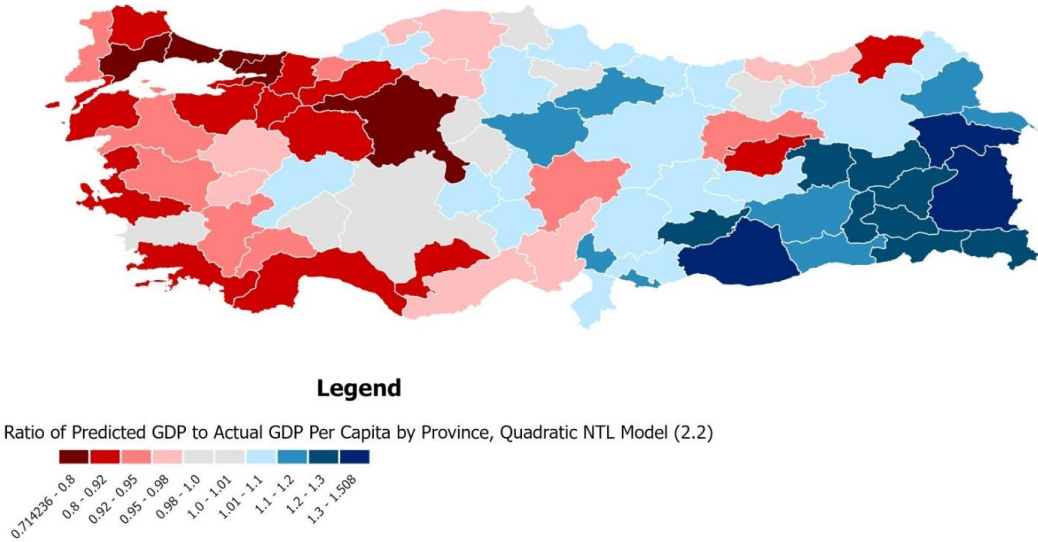 Legend
Ratio of Predicted GDP to Actual GDP Per Capita by Province, Quadratic NTL Model (2.2)
0.714236 - 0.8
0.8 - 0.92
0.92 - 0.95
0.95 - 0.98
0.98 - 1.0
1.0 - 1.01
1.01 - 1.1
1.1 - 1.2
1.2 - 1.3
1.3 - 1.508